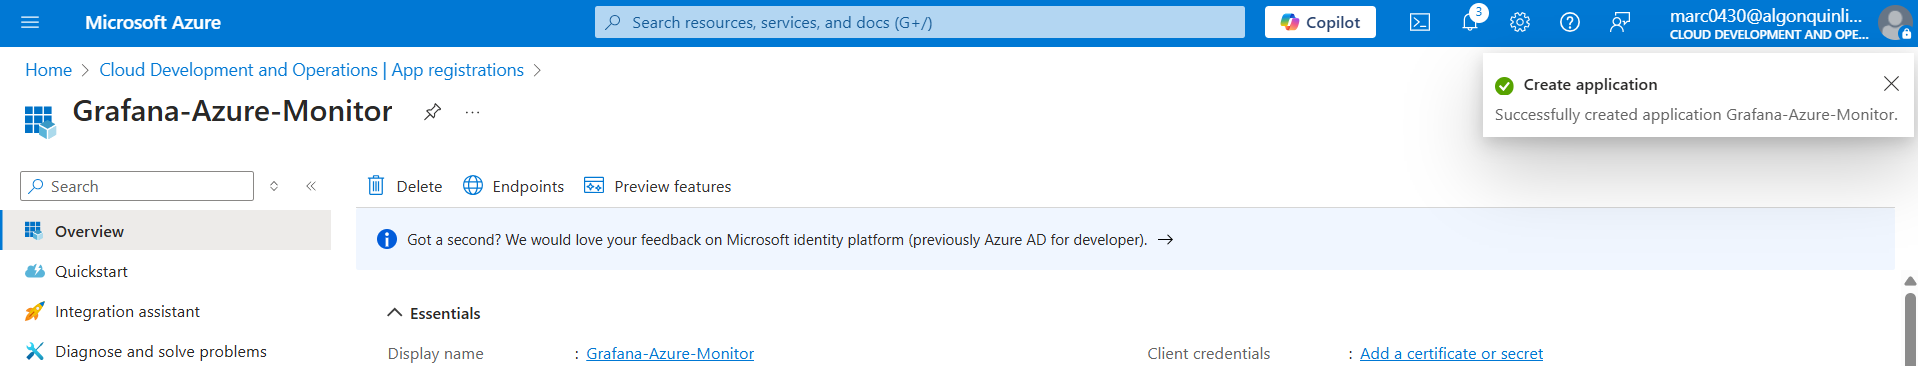 Microsoft Azure
Search resources, services, and docs (G+/)
Copilot
3
marc0430@algonquinli...
CLOUD DEVELOPMENT AND OPE...
Home > Cloud Development and Operations | App registrations >
Grafana-Azure-Monitor
...
Create application
Successfully created application Grafana-Azure-Monitor.
Search
Delete
Endpoints
Preview features
Overview
Quickstart
Integration assistant
Diagnose and solve problems
Got a second? We would love your feedback on Microsoft identity platform (previously Azure AD for developer). →
Essentials
Display name : Grafana-Azure-Monitor
Client credentials : Add a certificate or secret